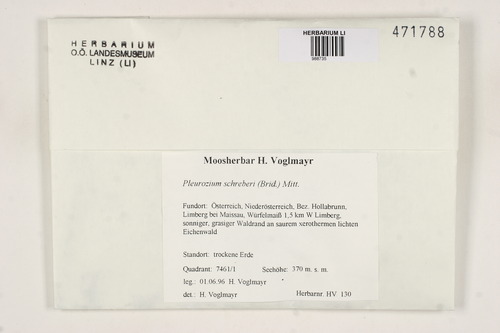 HERBARIUM
O.Ö. LANDESMUSEUM
LINZ (LI)
HERBARIUM LI
988735
471788
Moosherbar H. Voglmayr
Pleurozium schreberi (Brid.) Mitt.
Fundort: Österreich, Niederösterreich, Bez. Hollabrunn,
Limberg bei Maissau, Würfelmaiß 1,5 km W Limberg,
sonniger, grasiger Waldrand an saurem xerothermen lichten
Eichenwald
Standort: trockene Erde
Quadrant: 7461/1 Seehöhe: 370 m. s. m.
leg.: 01.06.96 H. Voglmayr
det.: H. Voglmayr Herbarnr. HV 130